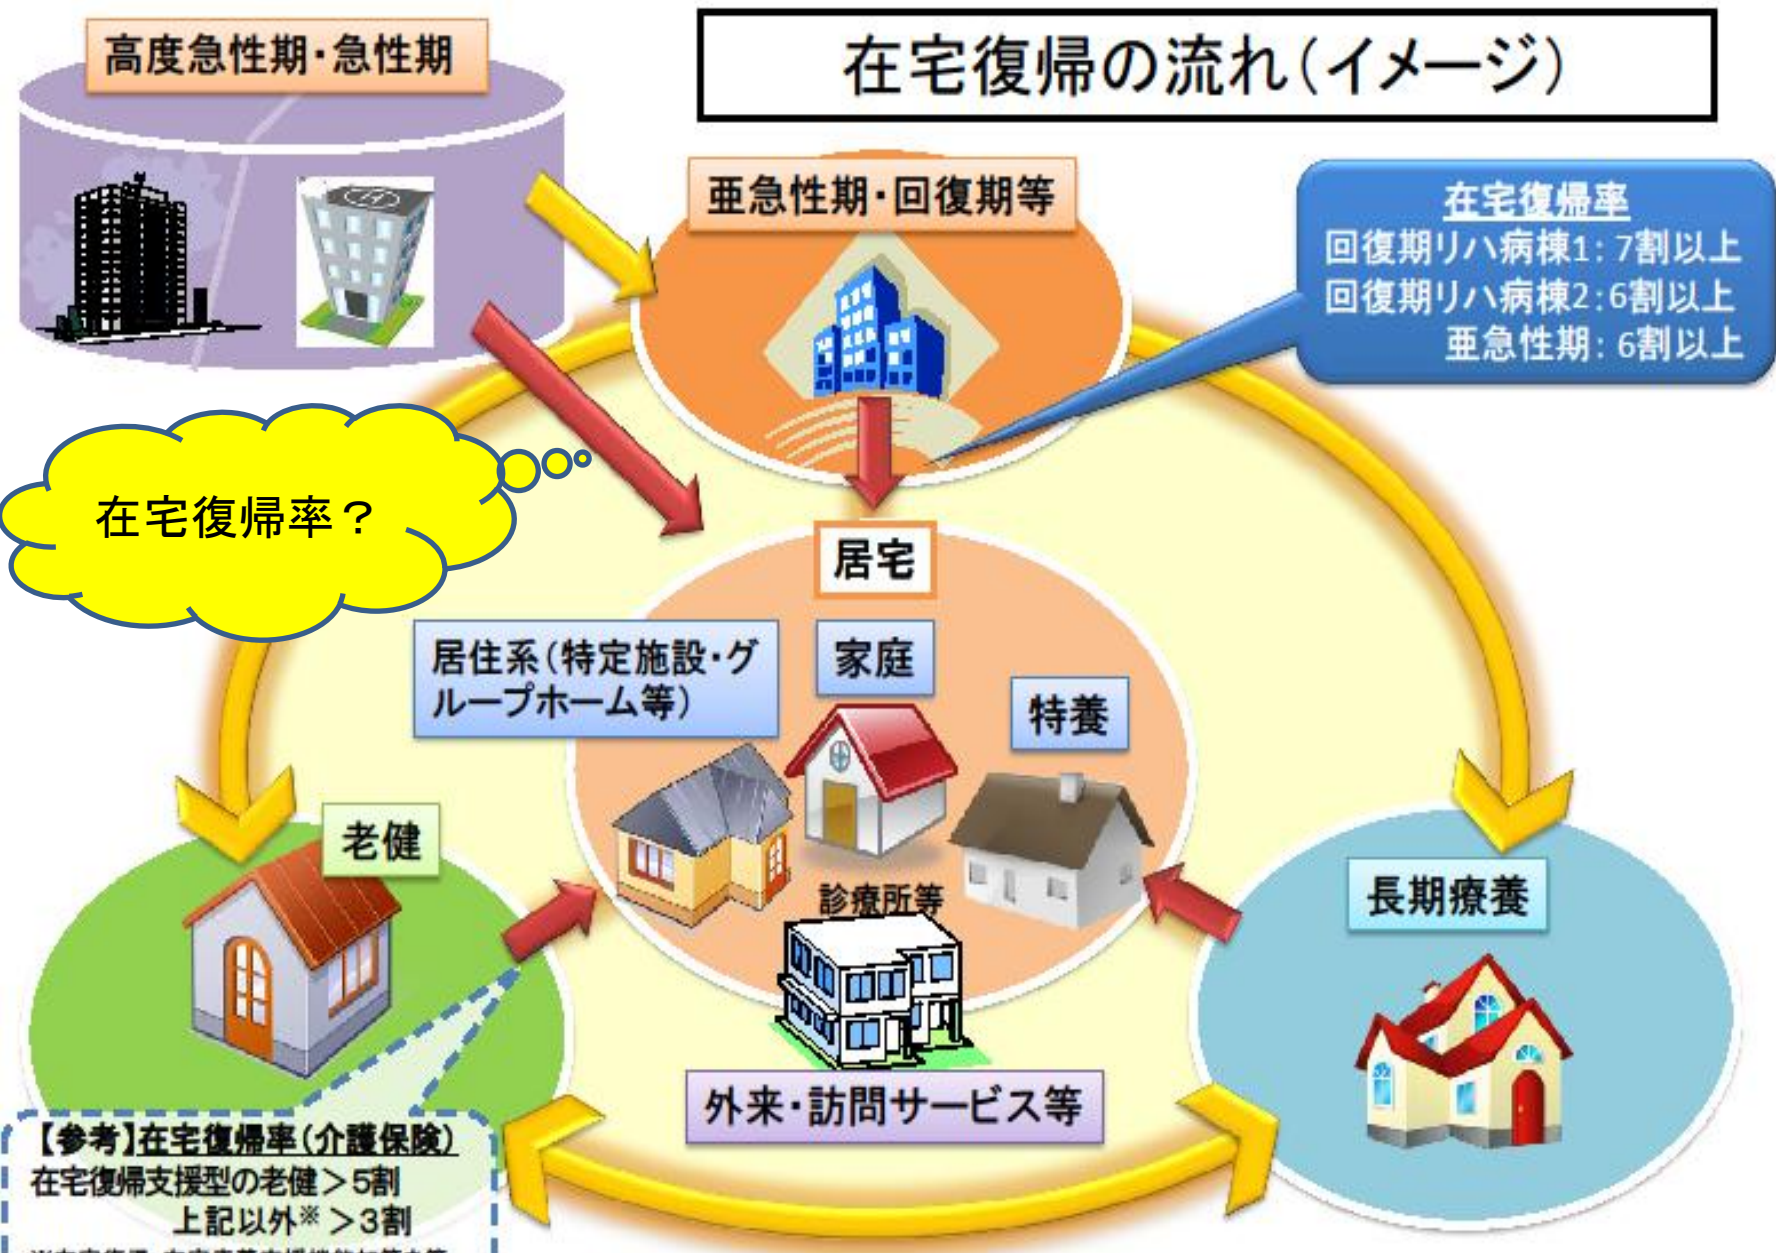 高度急性期・急性期
在宅復帰の流れ(イメージ)
亜急性期・回復期等
在宅復帰率
回復期リハ病棟1: 7割以上
回復期リハ病棟2:6割以上
亜急性期: 6割以上
在宅復帰率？
居宅
居住系(特定施設・グ
ループホーム等)
家庭
特養
老健
診療所等
長期療養
外来・訪問サービス等
【参考】在宅復帰率(介護保険)
在宅復帰支援型の老健＞5割
上記以外※ ＞3割